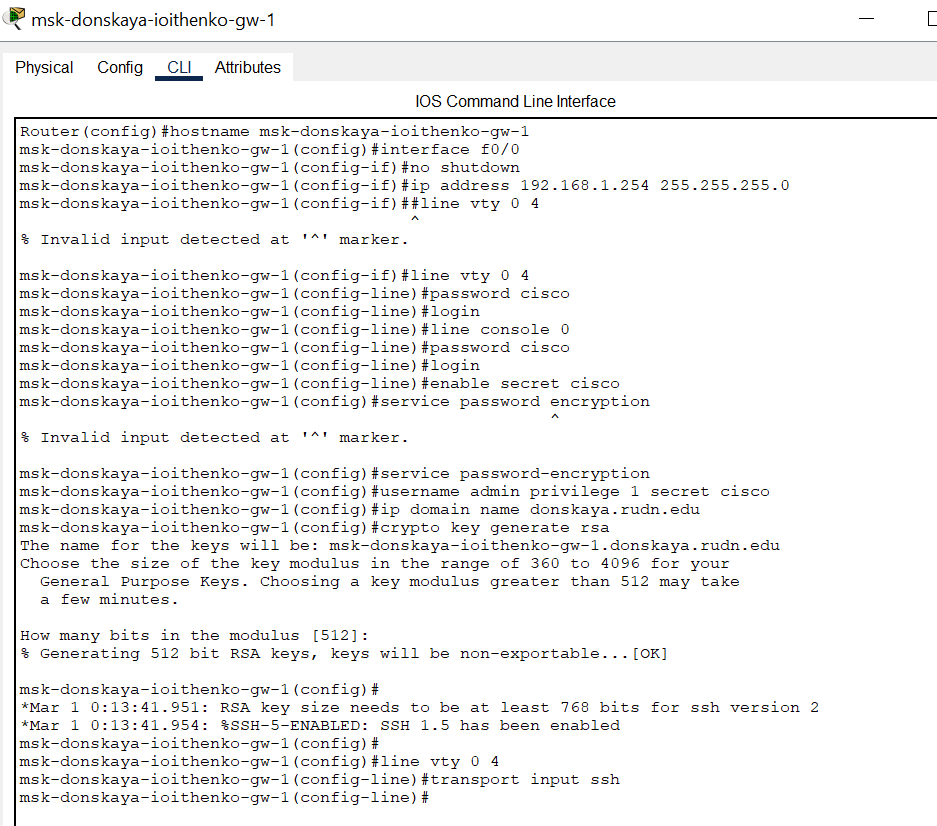 msk-donskaya-ioithenko-gw-1
Physical Config CLI Attributes
IOS Command Line Interface
Router(config)#hostname msk-donskaya-ioithenko-gw-1
msk-donskaya-ioithenko-gw-1(config)#interface f0/0
msk-donskaya-ioithenko-gw-1(config-if)#no shutdown
msk-donskaya-ioithenko-gw-1(config-if)#ip address 192.168.1.254 255.255.255.0
msk-donskaya-ioithenko-gw-1(config-if)##line vty 0 4
^
% Invalid input detected at '^' marker.
msk-donskaya-ioithenko-gw-1(config-if)#line vty 0 4
msk-donskaya-ioithenko-gw-1(config-line)#password cisco
msk-donskaya-ioithenko-gw-1(config-line)#login
msk-donskaya-ioithenko-gw-1(config-line)#line console 0
msk-donskaya-ioithenko-gw-1(config-line)#password cisco
msk-donskaya-ioithenko-gw-1(config-line)#login
msk-donskaya-ioithenko-gw-1(config-line)#enable secret cisco
msk-donskaya-ioithenko-gw-1(config)#service password encryption
^
% Invalid input detected at '^' marker.
msk-donskaya-ioithenko-gw-1(config)#service password-encryption
msk-donskaya-ioithenko-gw-1(config)#username admin privilege 1 secret cisco
msk-donskaya-ioithenko-gw-1(config)#ip domain name donskaya.rudn.edu
msk-donskaya-ioithenko-gw-1(config)#crypto key generate rsa
The name for the keys will be: msk-donskaya-ioithenko-gw-1.donskaya.rudn.edu
Choose the size of the key modulus in the range of 360 to 4096 for your
General Purpose Keys. Choosing a key modulus greater than 512 may take
a few minutes.
How many bits in the modulus [512]:
% Generating 512 bit RSA keys, keys will be non-exportable...[OK]
msk-donskaya-ioithenko-gw-1(config)#
*Mar 1 0:13:41.951: RSA key size needs to be at least 768 bits for ssh version 2
*Mar 1 0:13:41.954: %SSH-5-ENABLED: SSH 1.5 has been enabled
msk-donskaya-ioithenko-gw-1(config)#
msk-donskaya-ioithenko-gw-1(config)#line vty 0 4
msk-donskaya-ioithenko-gw-1(config-line)#transport input ssh
msk-donskaya-ioithenko-gw-1(config-line)#